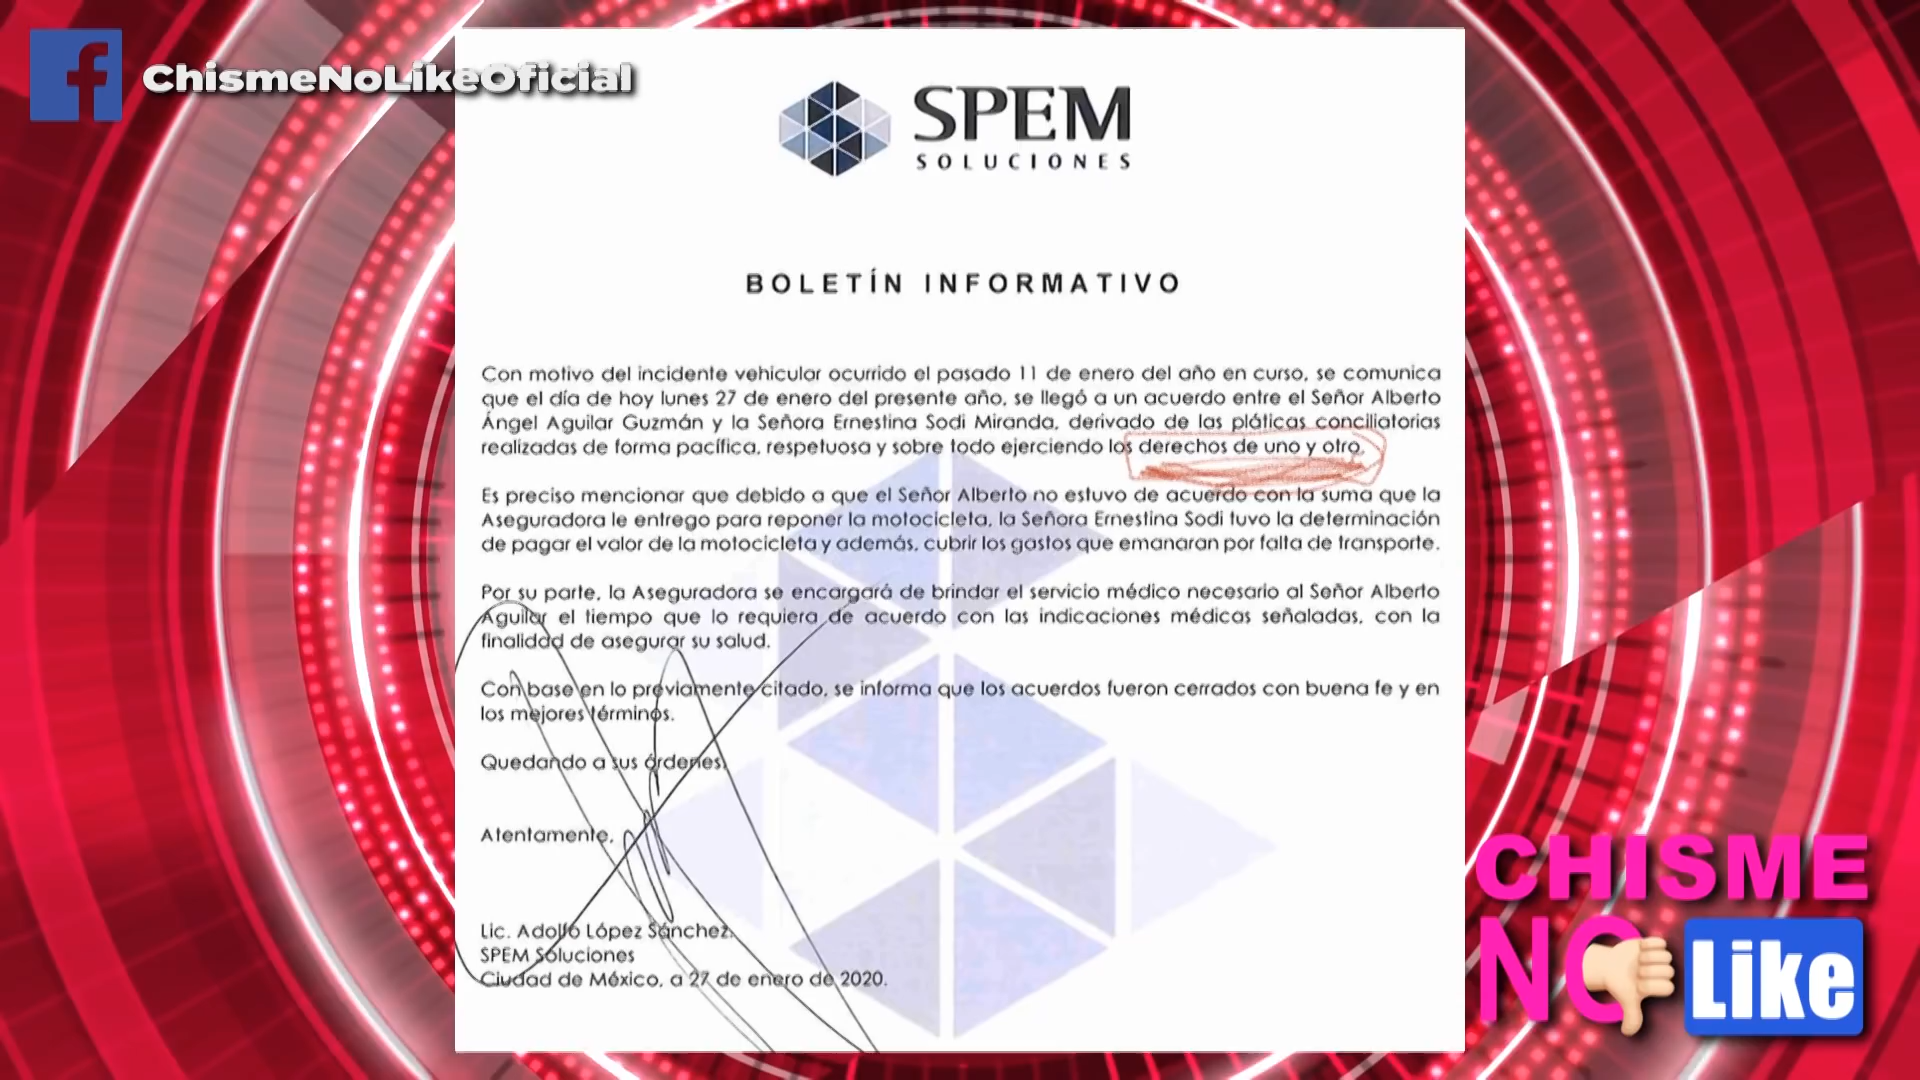 ChismeNoLikeOficial
SPEM
SOLUCIONES
BOLETÍN INFORMATIVO
Con motivo del incidente vehicular ocurrido el pasado 11 de enero del año en curso, se comunica
que el día de hoy lunes 27 de enero del presente año, se llegó a un acuerdo entre el Señor Alberto
Ángel Aguilar Guzmán y la Señora Ernestina Sodi Miranda, derivado de las pláticas conciliatorias
realizadas de forma pacífica, respetuosa y sobre todo ejerciendo los derechos de uno y otro.
Es preciso mencionar que debido a que el Señor Alberto no estuvo de acuerdo con la suma que la
Aseguradora le entrego para reponer la motocicleta, la Señora Ernestina Sodi tuvo la determinación
de pagar el valor de la motocicleta y además, cubrir los gastos que emanaran por falta de transporte.
Por su parte, la Aseguradora se encargará de brindar el servicio médico necesario al Señor Alberto
Aguilar el tiempo que lo requiera de acuerdo con las indicaciones médicas señaladas, con la
finalidad de asegurar su salud.
Con base en lo previamente citado, se informa que los acuerdos fueron cerrados con buena fe y en
los mejores términos.
Quedando a sus órdenes.
Atentamente,
Lic. Adolfo López Sánchez.
SPEM Soluciones
Ciudad de México, a 27 de enero de 2020.
CHISME
NO
Like